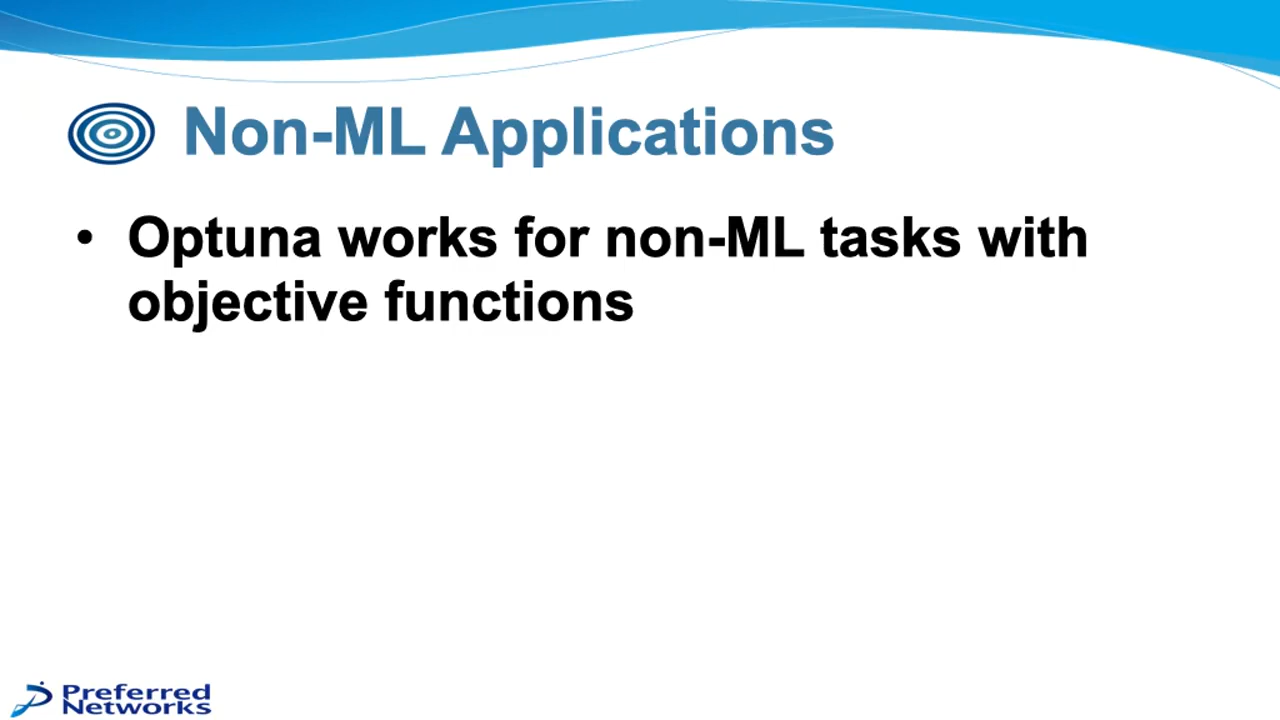 Non-ML Applications
• Optuna works for non-ML tasks with
objective functions
Preferred
Networks